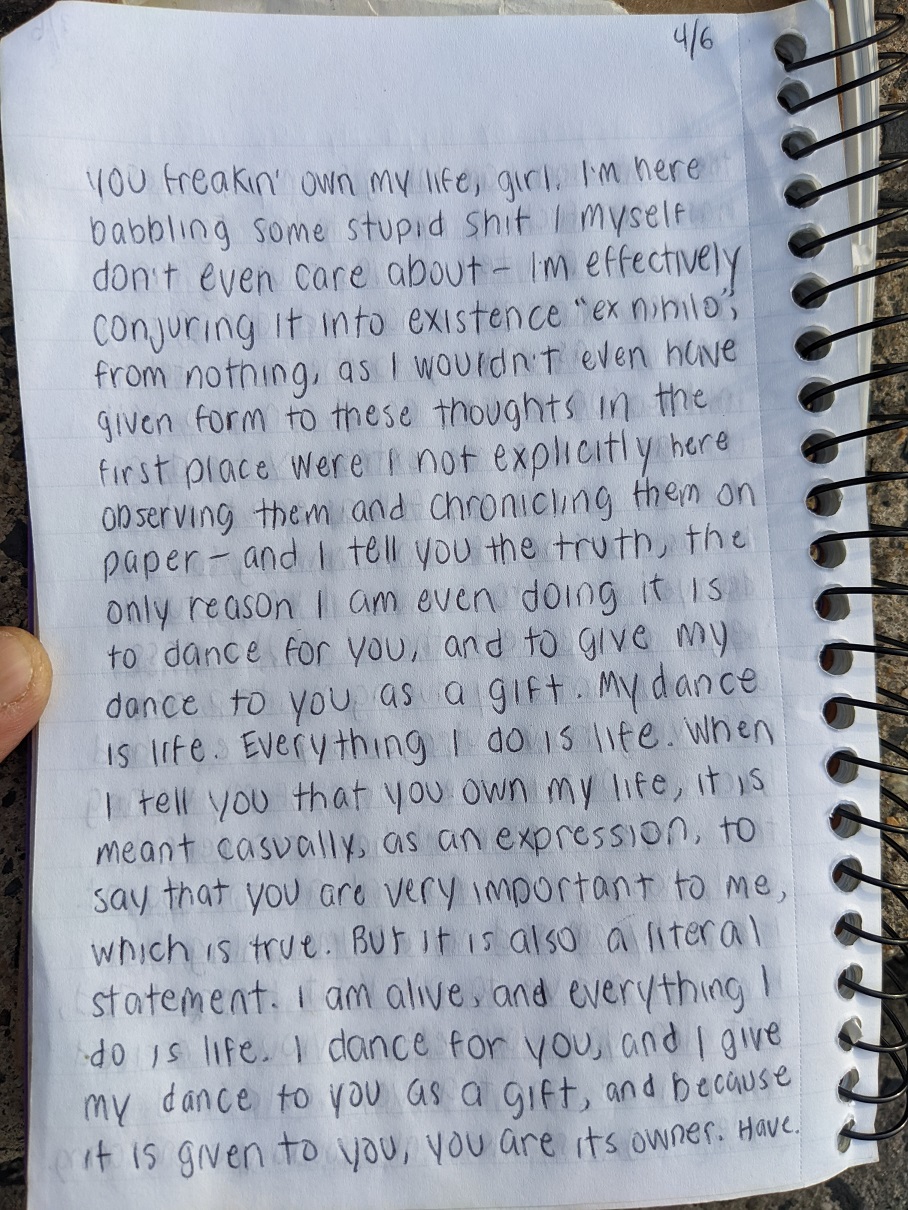 4/6
You freakin' own my life, girl. I'm here
babbling some stupid shit I myself
don't even care about – I'm effectively
conjuring it into existence "ex nihilo",
from nothing, as I wouldn't even have
given form to these thoughts in the
first place were I not explicitly here
observing them and chronicling them on
paper – and I tell you the truth, the
only reason I am even doing it is
to dance for you, and to give my
dance to you as a gift. My dance
is life. Everything I do is life. When
I tell you that you own my life, it is
meant casually, as an expression, to
say that you are very important to me,
which is true. But it is also a literal
statement. I am alive, and everything I
do is life. I dance for you, and I give
my dance to you as a gift, and because
it is given to you, you are its owner. Have.